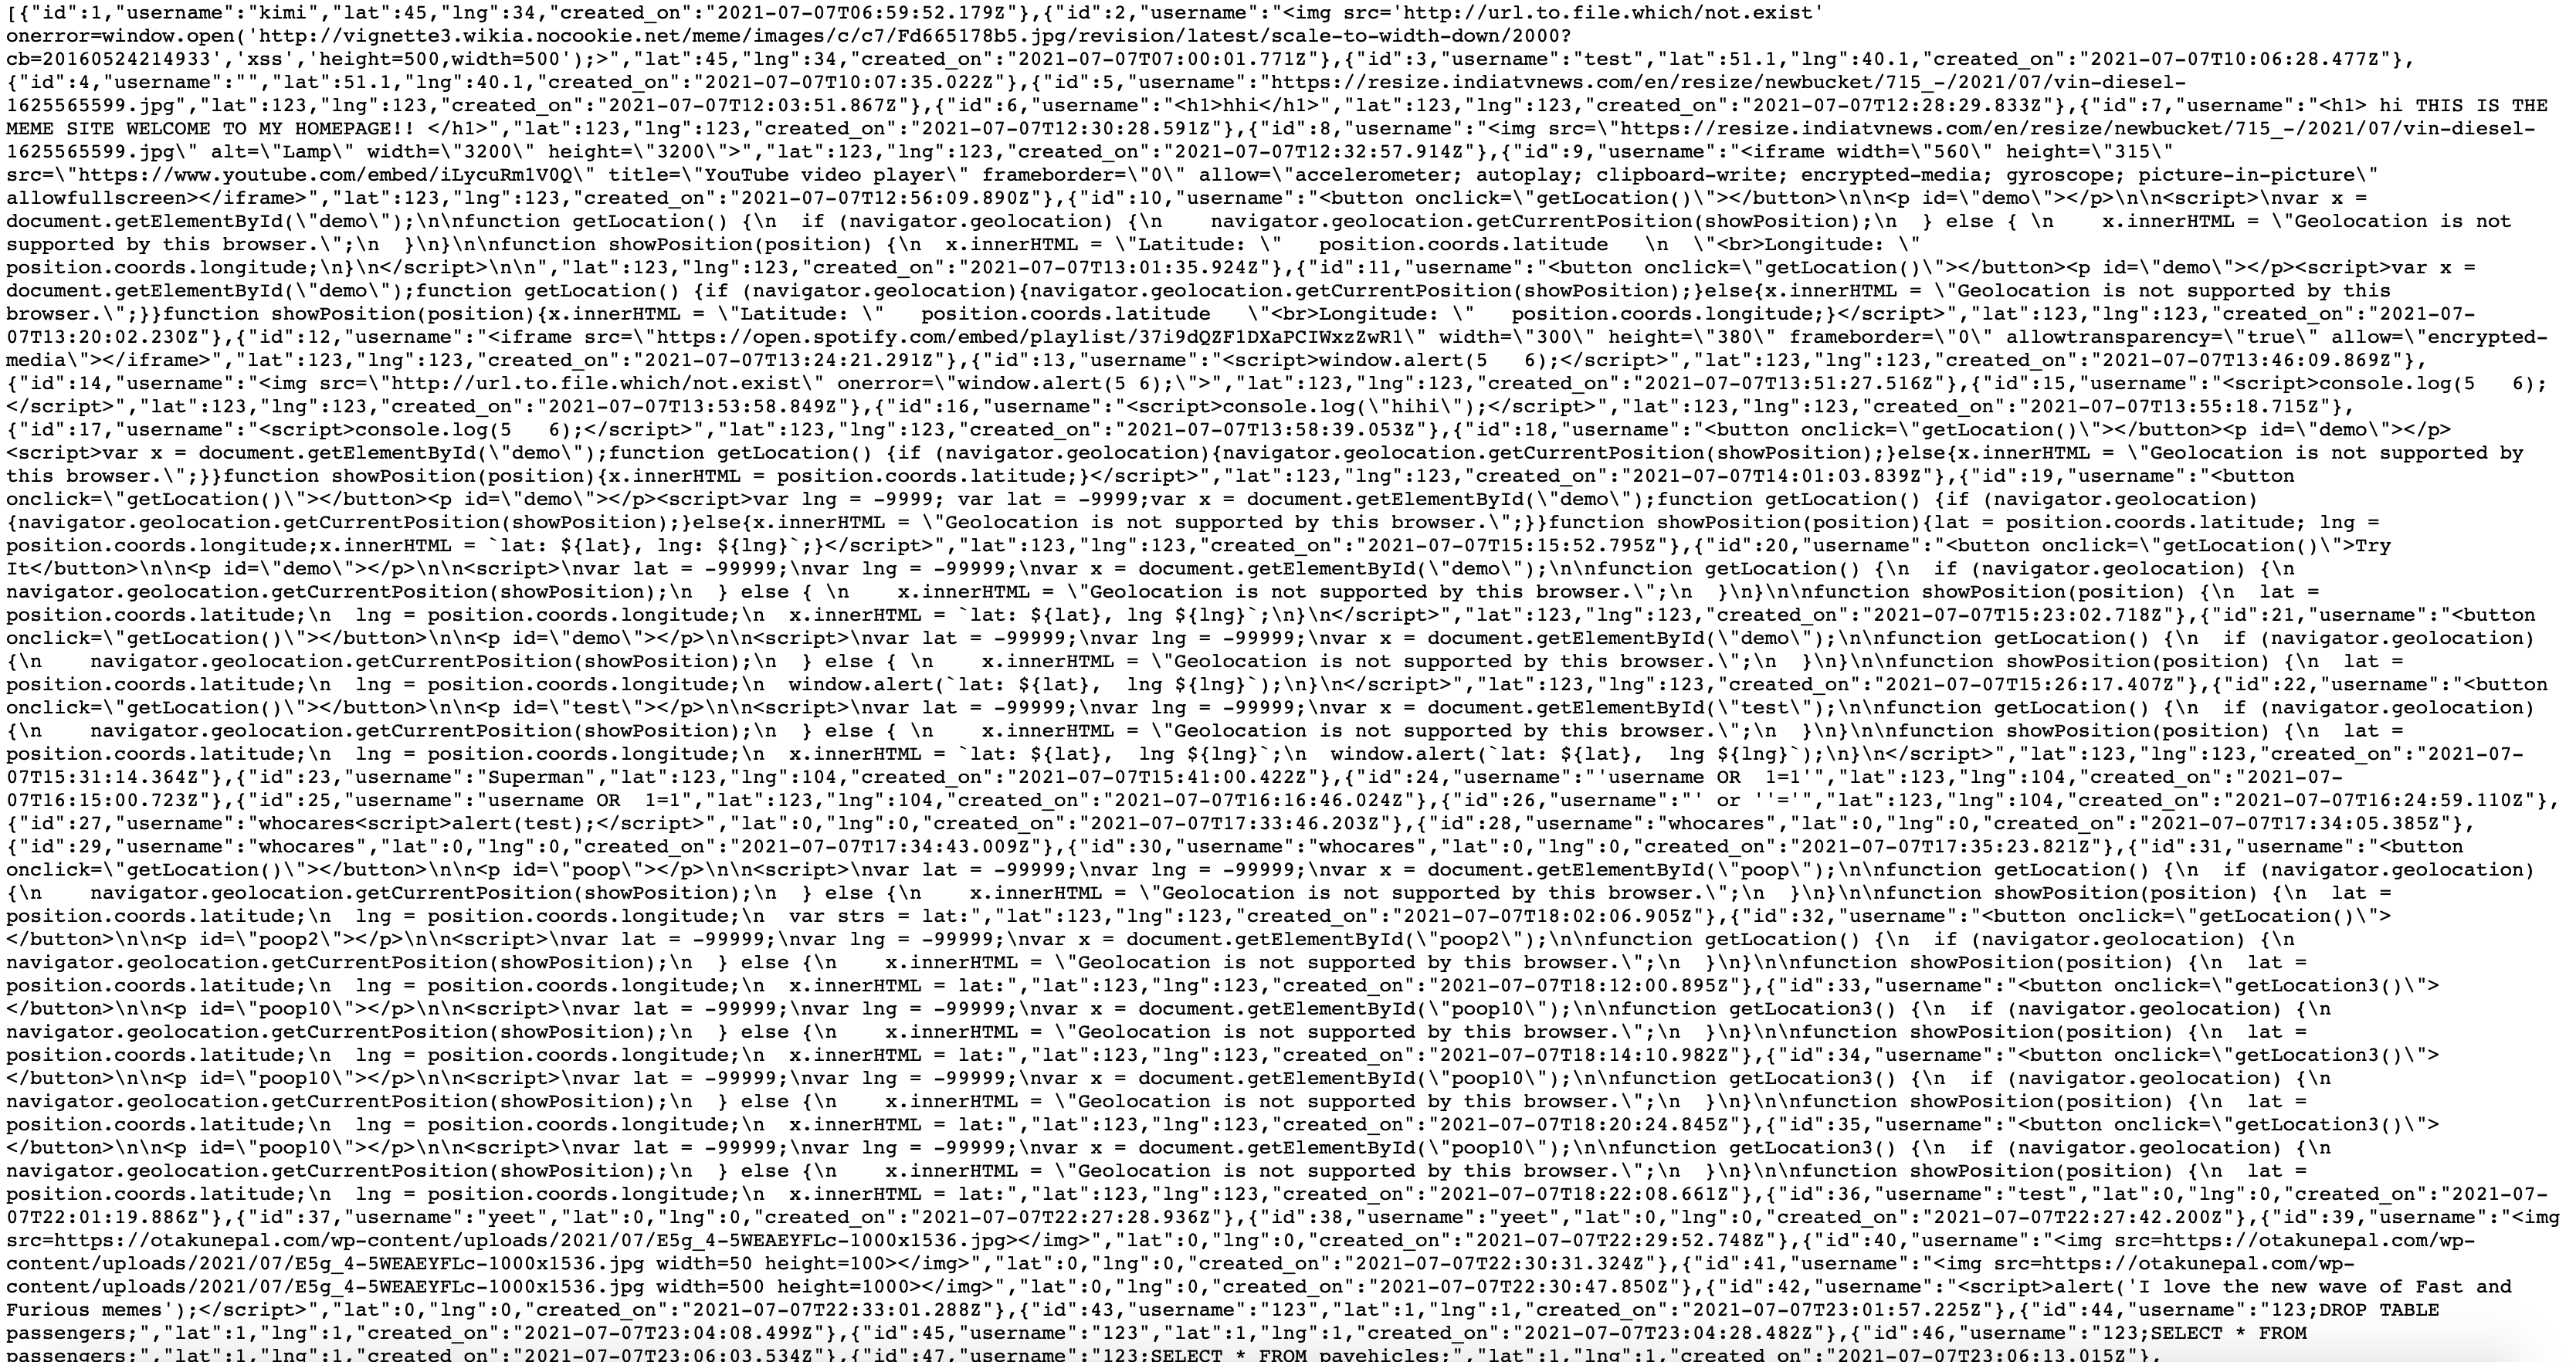 [{"id":1,"username":"kimi","lat":45,"lng":34,"created_on":"2021-07-07T06:59:52.179Z"},{"id":2,"username":"<img src='http://url.to.file.which/not.exist'
onerror=window.open('http://vignette3.wikia.nocookie.net/meme/images/c/c7/Fd665178b5.jpg/revision/latest/scale-to-width-down/2000?
cb=20160524214933','xss','height=500,width=500');>","lat":45,"lng":34,"created_on":"2021-07-07T07:00:01.771Z"},{"id":3,"username":"test","lat":51.1,"lng":40.1,"created_on":"2021-07-07T10:06:28.477Z"},
{"id":4,"username":"","lat":51.1,"lng":40.1,"created_on":"2021-07-07T10:07:35.022Z"},{"id":5,"username":"https://resize.indiatvnews.com/en/resize/newbucket/715_-/2021/07/vin-diesel-
1625565599.jpg","lat":123,"lng":123,"created_on":"2021-07-07T12:03:51.867Z"},{"id":6,"username":"<h1>hhi</h1>","lat":123,"lng":123,"created_on":"2021-07-07T12:28:29.833Z"},{"id":7,"username":"<h1> hi THIS IS THE
MEME SITE WELCOME TO MY HOMEPAGE!! </h1>","lat":123,"lng":123,"created_on":"2021-07-07T12:30:28.591Z"},{"id":8,"username":"<img src=\"https://resize.indiatvnews.com/en/resize/newbucket/715_-/2021/07/vin-diesel-
1625565599.jpg\" alt=\"Lamp\" width=\"3200\" height=\"3200\">","lat":123,"lng":123,"created_on":"2021-07-07T12:32:57.914Z"},{"id":9,"username":"<iframe width=\"560\" height=\"315\"
src=\"https://www.youtube.com/embed/iLycuRm1V0Q\" title=\"YouTube video player\" frameborder=\"0\" allow=\"accelerometer; autoplay; clipboard-write; encrypted-media; gyroscope; picture-in-picture\"
allowfullscreen></iframe>","lat":123,"lng":123,"created_on":"2021-07-07T12:56:09.890Z"},{"id":10,"username":"<button onclick=\"getLocation()\"></button>\n\n<p id=\"demo\"></p>\n\n<script>\nvar x =
document.getElementById(\"demo\");\n\nfunction getLocation() {\n  if (navigator.geolocation) {\n    navigator.geolocation.getCurrentPosition(showPosition);\n  } else { \n    x.innerHTML = \"Geolocation is not
supported by this browser.\";\n  }\n}\n\nfunction showPosition(position) {\n  x.innerHTML = \"Latitude: \"   position.coords.latitude   \n  \"<br>Longitude: \"
position.coords.longitude;\n}\n</script>\n\n","lat":123,"lng":123,"created_on":"2021-07-07T13:01:35.924Z"},{"id":11,"username":"<button onclick=\"getLocation()\"></button><p id=\"demo\"></p><script>var x =
document.getElementById(\"demo\");function getLocation() {if (navigator.geolocation){navigator.geolocation.getCurrentPosition(showPosition);}else{x.innerHTML = \"Geolocation is not supported by this
browser.\";}}function showPosition(position){x.innerHTML = \"Latitude: \"   position.coords.latitude   \"<br>Longitude: \"   position.coords.longitude;}</script>","lat":123,"lng":123,"created_on":"2021-07-
07T13:20:02.230Z"},{"id":12,"username":"<iframe src=\"https://open.spotify.com/embed/playlist/37i9dQZF1DXaPCIWxzZwR1\" width=\"300\" height=\"380\" frameborder=\"0\" allowtransparency=\"true\" allow=\"encrypted-
media\"></iframe>","lat":123,"lng":123,"created_on":"2021-07-07T13:24:21.291Z"},{"id":13,"username":"<script>window.alert(5   6);</script>","lat":123,"lng":123,"created_on":"2021-07-07T13:46:09.869Z"},
{"id":14,"username":"<img src=\"http://url.to.file.which/not.exist\" onerror=\"window.alert(5 6);\">","lat":123,"lng":123,"created_on":"2021-07-07T13:51:27.516Z"},{"id":15,"username":"<script>console.log(5   6);
</script>","lat":123,"lng":123,"created_on":"2021-07-07T13:53:58.849Z"},{"id":16,"username":"<script>console.log(\"hihi\");</script>","lat":123,"lng":123,"created_on":"2021-07-07T13:55:18.715Z"},
{"id":17,"username":"<script>console.log(5   6);</script>","lat":123,"lng":123,"created_on":"2021-07-07T13:58:39.053Z"},{"id":18,"username":"<button onclick=\"getLocation()\"></button><p id=\"demo\"></p>
<script>var x = document.getElementById(\"demo\");function getLocation() {if (navigator.geolocation){navigator.geolocation.getCurrentPosition(showPosition);}else{x.innerHTML = \"Geolocation is not supported by
this browser.\";}}function showPosition(position){x.innerHTML = position.coords.latitude;}</script>","lat":123,"lng":123,"created_on":"2021-07-07T14:01:03.839Z"},{"id":19,"username":"<button
onclick=\"getLocation()\"></button><p id=\"demo\"></p><script>var lng = -9999; var lat = -9999;var x = document.getElementById(\"demo\");function getLocation() {if (navigator.geolocation)
{navigator.geolocation.getCurrentPosition(showPosition);}else{x.innerHTML = \"Geolocation is not supported by this browser.\";}}function showPosition(position){lat = position.coords.latitude; lng =
position.coords.longitude;x.innerHTML = `lat: ${lat}, lng: ${lng}`;}</script>","lat":123,"lng":123,"created_on":"2021-07-07T15:15:52.795Z"},{"id":20,"username":"<button onclick=\"getLocation()\">Try
It</button>\n\n<p id=\"demo\"></p>\n\n<script>\nvar lat = -99999;\nvar lng = -99999;\nvar x = document.getElementById(\"demo\");\n\nfunction getLocation() {\n  if (navigator.geolocation) {\n
navigator.geolocation.getCurrentPosition(showPosition);\n  } else { \n    x.innerHTML = \"Geolocation is not supported by this browser.\";\n  }\n}\n\nfunction showPosition(position) {\n  lat =
position.coords.latitude;\n  lng = position.coords.longitude;\n  x.innerHTML = `lat: ${lat}, lng ${lng}`;\n}\n</script>","lat":123,"lng":123,"created_on":"2021-07-07T15:23:02.718Z"},{"id":21,"username":"<button
onclick=\"getLocation()\"></button>\n\n<p id=\"demo\"></p>\n\n<script>\nvar lat = -99999;\nvar lng = -99999;\nvar x = document.getElementById(\"demo\");\n\nfunction getLocation() {\n  if (navigator.geolocation)
{\n    navigator.geolocation.getCurrentPosition(showPosition);\n  } else { \n    x.innerHTML = \"Geolocation is not supported by this browser.\";\n  }\n}\n\nfunction showPosition(position) {\n  lat =
position.coords.latitude;\n  lng = position.coords.longitude;\n  window.alert(`lat: ${lat},  lng ${lng}`);\n}\n</script>","lat":123,"lng":123,"created_on":"2021-07-07T15:26:17.407Z"},{"id":22,"username":"<button
onclick=\"getLocation()\"></button>\n\n<p id=\"test\"></p>\n\n<script>\nvar lat = -99999;\nvar lng = -99999;\nvar x = document.getElementById(\"test\");\n\nfunction getLocation() {\n  if (navigator.geolocation)
{\n    navigator.geolocation.getCurrentPosition(showPosition);\n  } else { \n    x.innerHTML = \"Geolocation is not supported by this browser.\";\n  }\n}\n\nfunction showPosition(position) {\n  lat =
position.coords.latitude;\n  lng = position.coords.longitude;\n  x.innerHTML = `lat: ${lat},  lng ${lng}`;\n  window.alert(`lat: ${lat},  lng ${lng}`);\n}\n</script>","lat":123,"lng":123,"created_on":"2021-07-
07T15:31:14.364Z"},{"id":23,"username":"Superman","lat":123,"lng":104,"created_on":"2021-07-07T15:41:00.422Z"},{"id":24,"username":"'username OR  1=1'","lat":123,"lng":104,"created_on":"2021-07-
07T16:15:00.723Z"},{"id":25,"username":"username OR  1=1","lat":123,"lng":104,"created_on":"2021-07-07T16:16:46.024Z"},{"id":26,"username":"' or ''='","lat":123,"lng":104,"created_on":"2021-07-07T16:24:59.110Z"},
{"id":27,"username":"whocares<script>alert(test);</script>","lat":0,"lng":0,"created_on":"2021-07-07T17:33:46.203Z"},{"id":28,"username":"whocares","lat":0,"lng":0,"created_on":"2021-07-07T17:34:05.385Z"},
{"id":29,"username":"whocares","lat":0,"lng":0,"created_on":"2021-07-07T17:34:43.009Z"},{"id":30,"username":"whocares","lat":0,"lng":0,"created_on":"2021-07-07T17:35:23.821Z"},{"id":31,"username":"<button
onclick=\"getLocation()\"></button>\n\n<p id=\"poop\"></p>\n\n<script>\nvar lat = -99999;\nvar lng = -99999;\nvar x = document.getElementById(\"poop\");\n\nfunction getLocation() {\n  if (navigator.geolocation)
{\n    navigator.geolocation.getCurrentPosition(showPosition);\n  } else {\n    x.innerHTML = \"Geolocation is not supported by this browser.\";\n  }\n}\n\nfunction showPosition(position) {\n  lat =
position.coords.latitude;\n  lng = position.coords.longitude;\n  var strs = lat:","lat":123,"lng":123,"created_on":"2021-07-07T18:02:06.905Z"},{"id":32,"username":"<button onclick=\"getLocation()\">
</button>\n\n<p id=\"poop2\"></p>\n\n<script>\nvar lat = -99999;\nvar lng = -99999;\nvar x = document.getElementById(\"poop2\");\n\nfunction getLocation() {\n  if (navigator.geolocation) {\n
navigator.geolocation.getCurrentPosition(showPosition);\n  } else {\n    x.innerHTML = \"Geolocation is not supported by this browser.\";\n  }\n}\n\nfunction showPosition(position) {\n  lat =
position.coords.latitude;\n  lng = position.coords.longitude;\n  x.innerHTML = lat:","lat":123,"lng":123,"created_on":"2021-07-07T18:12:00.895Z"},{"id":33,"username":"<button onclick=\"getLocation3()\">
</button>\n\n<p id=\"poop10\"></p>\n\n<script>\nvar lat = -99999;\nvar lng = -99999;\nvar x = document.getElementById(\"poop10\");\n\nfunction getLocation3() {\n  if (navigator.geolocation) {\n
navigator.geolocation.getCurrentPosition(showPosition);\n  } else {\n    x.innerHTML = \"Geolocation is not supported by this browser.\";\n  }\n}\n\nfunction showPosition(position) {\n  lat =
position.coords.latitude;\n  lng = position.coords.longitude;\n  x.innerHTML = lat:","lat":123,"lng":123,"created_on":"2021-07-07T18:14:10.982Z"},{"id":34,"username":"<button onclick=\"getLocation3()\">
</button>\n\n<p id=\"poop10\"></p>\n\n<script>\nvar lat = -99999;\nvar lng = -99999;\nvar x = document.getElementById(\"poop10\");\n\nfunction getLocation3() {\n  if (navigator.geolocation) {\n
navigator.geolocation.getCurrentPosition(showPosition);\n  } else {\n    x.innerHTML = \"Geolocation is not supported by this browser.\";\n  }\n}\n\nfunction showPosition(position) {\n  lat =
position.coords.latitude;\n  lng = position.coords.longitude;\n  x.innerHTML = lat:","lat":123,"lng":123,"created_on":"2021-07-07T18:20:24.845Z"},{"id":35,"username":"<button onclick=\"getLocation3()\">
</button>\n\n<p id=\"poop10\"></p>\n\n<script>\nvar lat = -99999;\nvar lng = -99999;\nvar x = document.getElementById(\"poop10\");\n\nfunction getLocation3() {\n  if (navigator.geolocation) {\n
navigator.geolocation.getCurrentPosition(showPosition);\n  } else {\n    x.innerHTML = \"Geolocation is not supported by this browser.\";\n  }\n}\n\nfunction showPosition(position) {\n  lat =
position.coords.latitude;\n  lng = position.coords.longitude;\n  x.innerHTML = lat:","lat":123,"lng":123,"created_on":"2021-07-07T18:22:08.661Z"},{"id":36,"username":"test","lat":0,"lng":0,"created_on":"2021-07-
07T22:01:19.886Z"},{"id":37,"username":"yeet","lat":0,"lng":0,"created_on":"2021-07-07T22:27:28.936Z"},{"id":38,"username":"yeet","lat":0,"lng":0,"created_on":"2021-07-07T22:27:42.200Z"},{"id":39,"username":"<img
src=https://otakunepal.com/wp-content/uploads/2021/07/E5g_4-5WEAEYFLc-1000x1536.jpg></img>","lat":0,"lng":0,"created_on":"2021-07-07T22:29:52.748Z"},{"id":40,"username":"<img src=https://otakunepal.com/wp-
content/uploads/2021/07/E5g_4-5WEAEYFLc-1000x1536.jpg width=50 height=100></img>","lat":0,"lng":0,"created_on":"2021-07-07T22:30:31.324Z"},{"id":41,"username":"<img src=https://otakunepal.com/wp-
content/uploads/2021/07/E5g_4-5WEAEYFLc-1000x1536.jpg width=500 height=1000></img>","lat":0,"lng":0,"created_on":"2021-07-07T22:30:47.850Z"},{"id":42,"username":"<script>alert('I love the new wave of Fast and
Furious memes');</script>","lat":0,"lng":0,"created_on":"2021-07-07T22:33:01.288Z"},{"id":43,"username":"123","lat":1,"lng":1,"created_on":"2021-07-07T23:01:57.225Z"},{"id":44,"username":"123;DROP TABLE
passengers;","lat":1,"lng":1,"created_on":"2021-07-07T23:04:08.499Z"},{"id":45,"username":"123","lat":1,"lng":1,"created_on":"2021-07-07T23:04:28.482Z"},{"id":46,"username":"123;SELECT * FROM
passengers;","lat":1,"lng":1,"created_on":"2021-07-07T23:06:03.534Z"},{"id":47,"username":"123;SELECT * FROM payehicles;","lat":1,"lng":1,"created_on":"2021-07-07T23:06:13.015Z"},